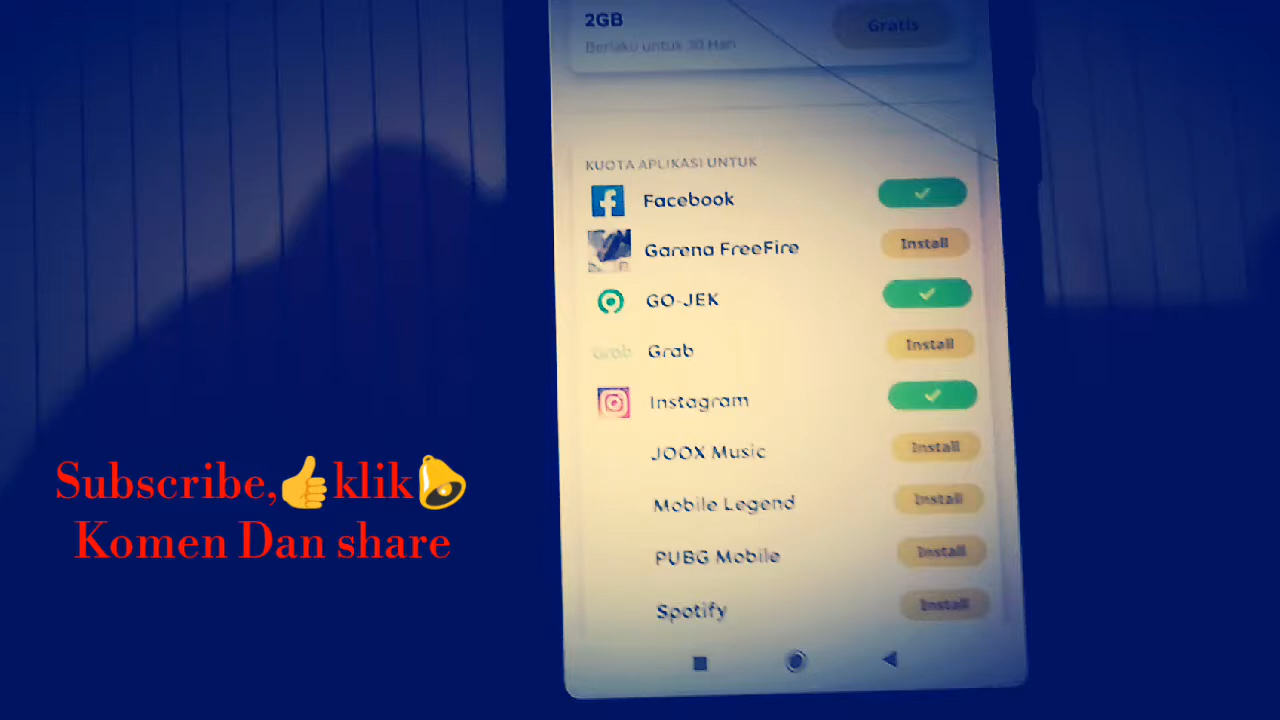 2GB
Gratis
Berlaku untuk 30 Hari
KUOTA APLIKASI UNTUK
Facebook
Garena FreeFire
Install
GO-JEK
Grab
Grab
Install
Instagram
JOOX Music
Install
Mobile Legend
Install
PUBG Mobile
Install
Spotify
Install
Subscribe,👍klik🔔
Komen Dan share